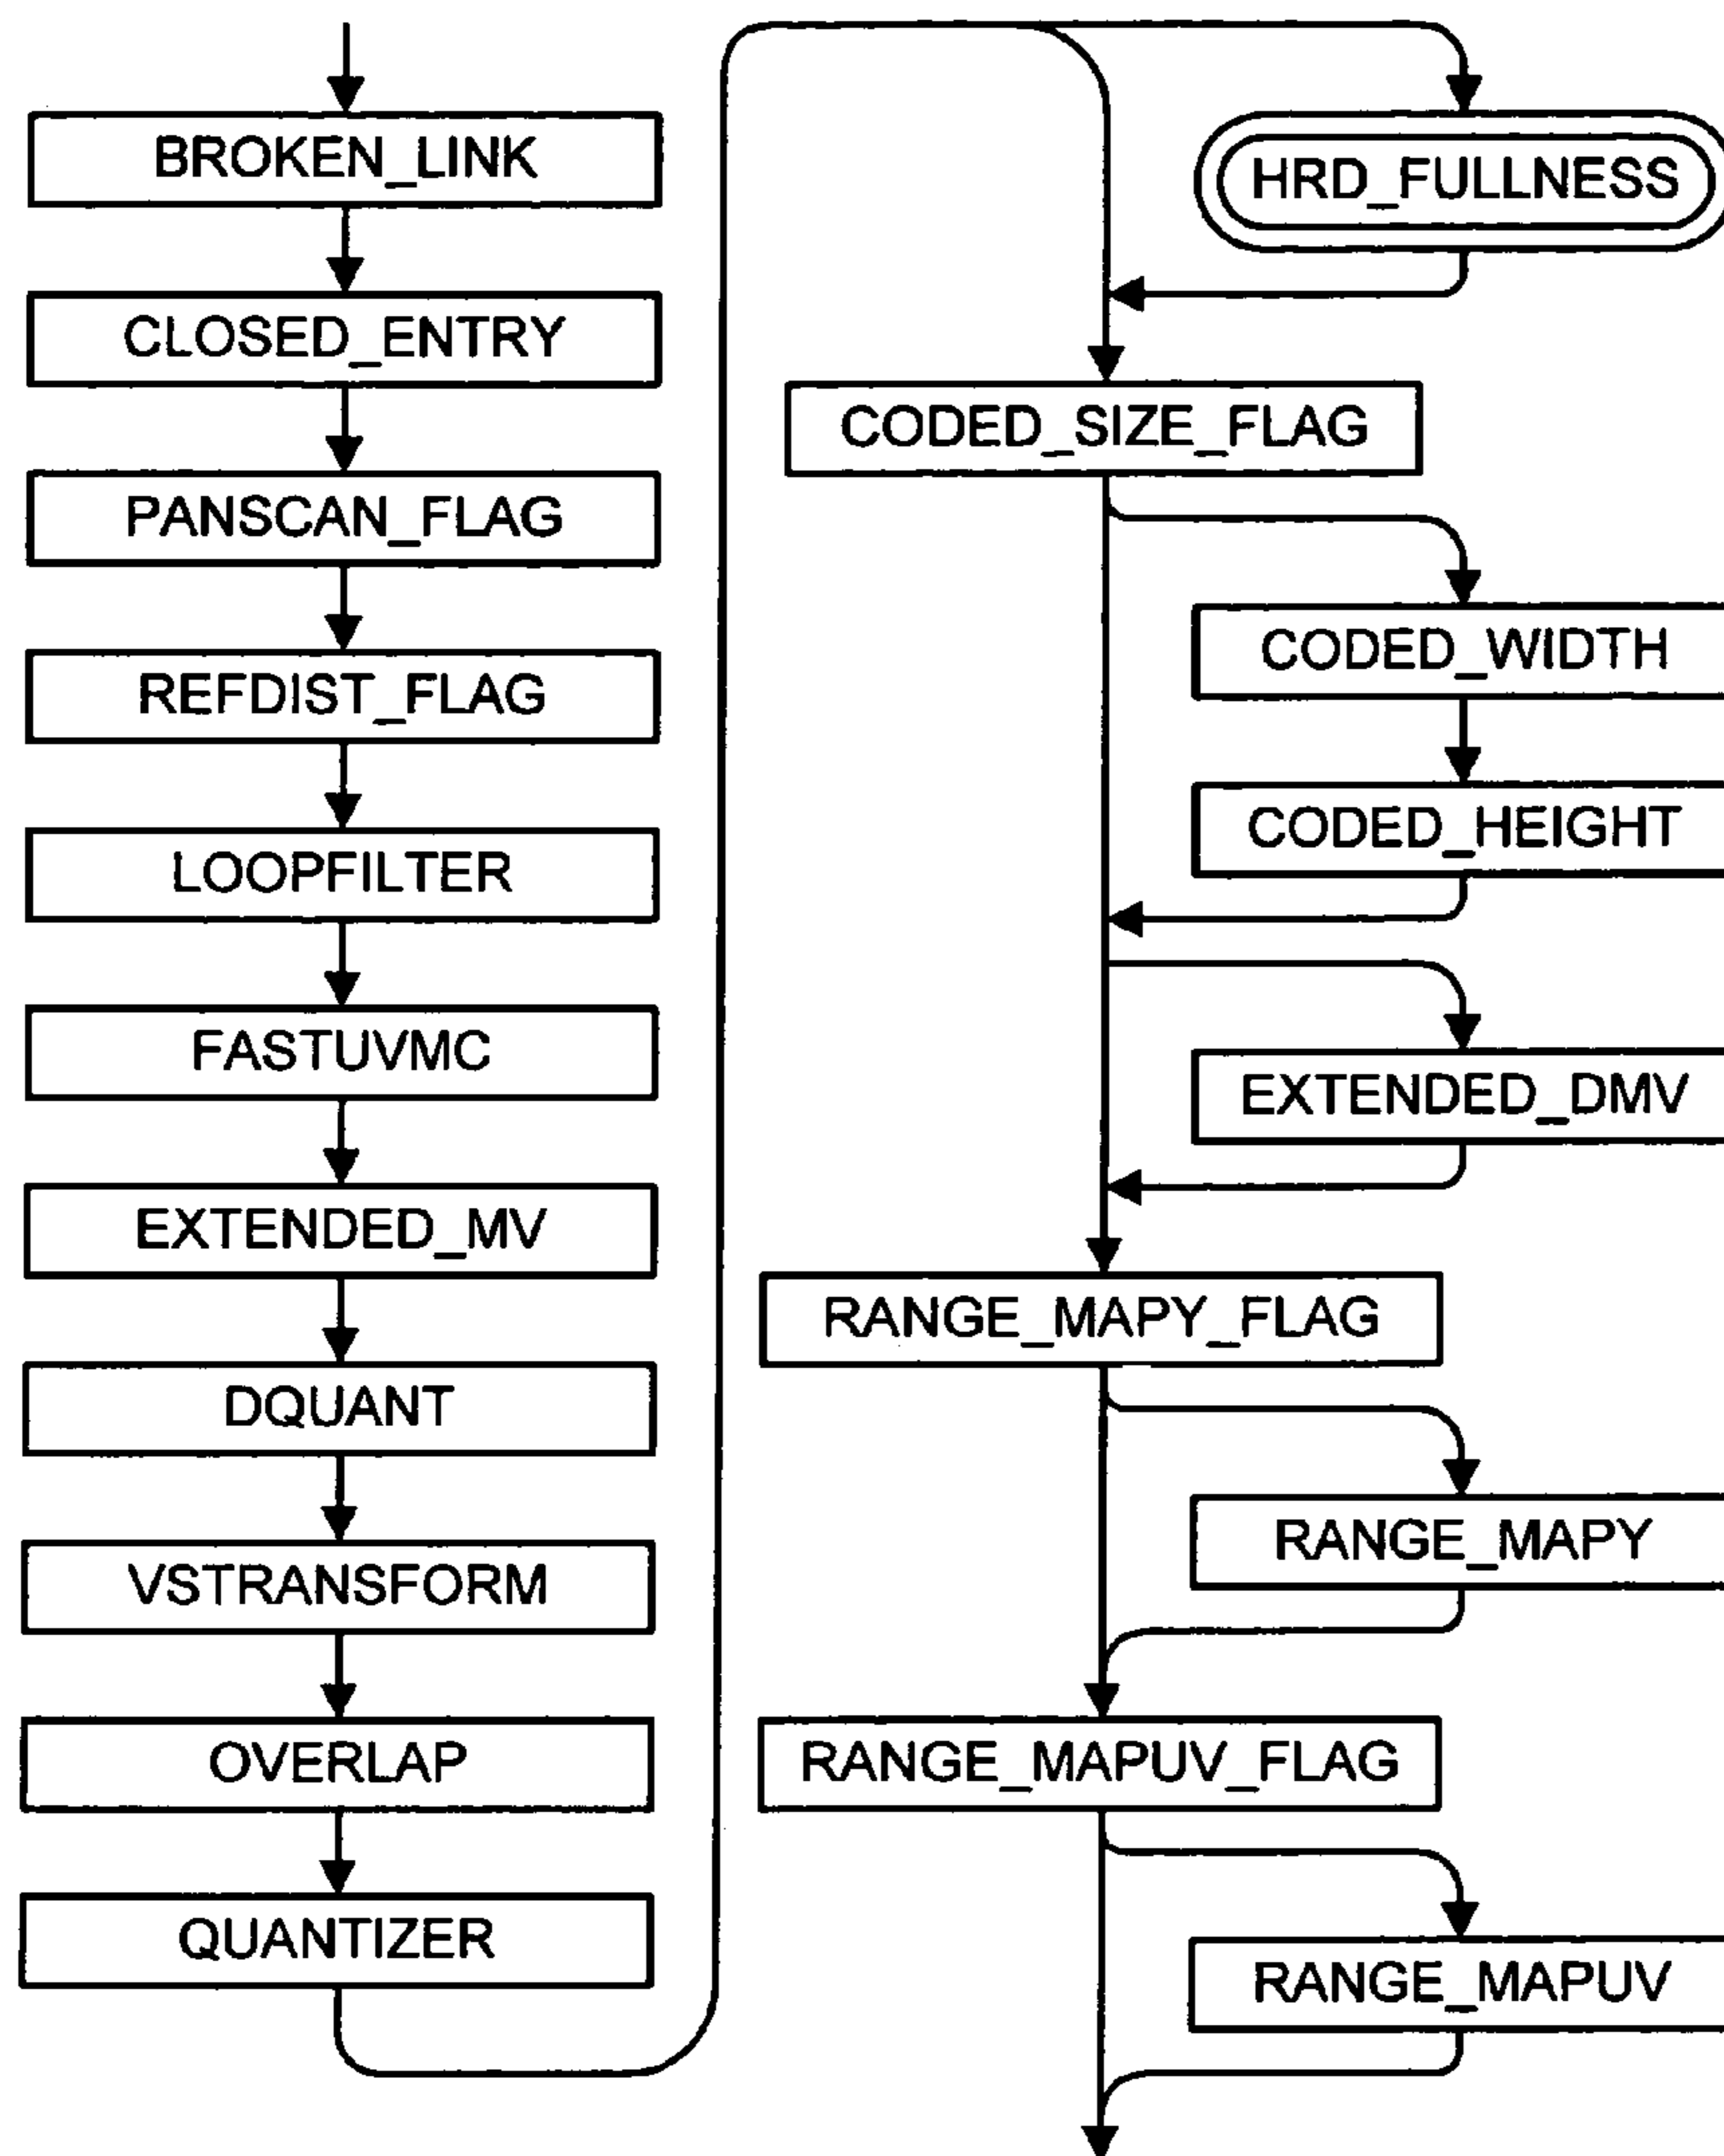 BROKEN_LINK
CLOSED_ENTRY
PANSCAN_FLAG
REFDIST_FLAG
LOOPFILTER
FASTUVMC
EXTENDED_MV
DQUANT
VSTRANSFORM
OVERLAP
QUANTIZER
HRD_FULLNESS
CODED_SIZE_FLAG
CODED_WIDTH
CODED_HEIGHT
EXTENDED_DMV
RANGE_MAPY_FLAG
RANGE_MAPY
RANGE_MAPUV_FLAG
RANGE_MAPUV